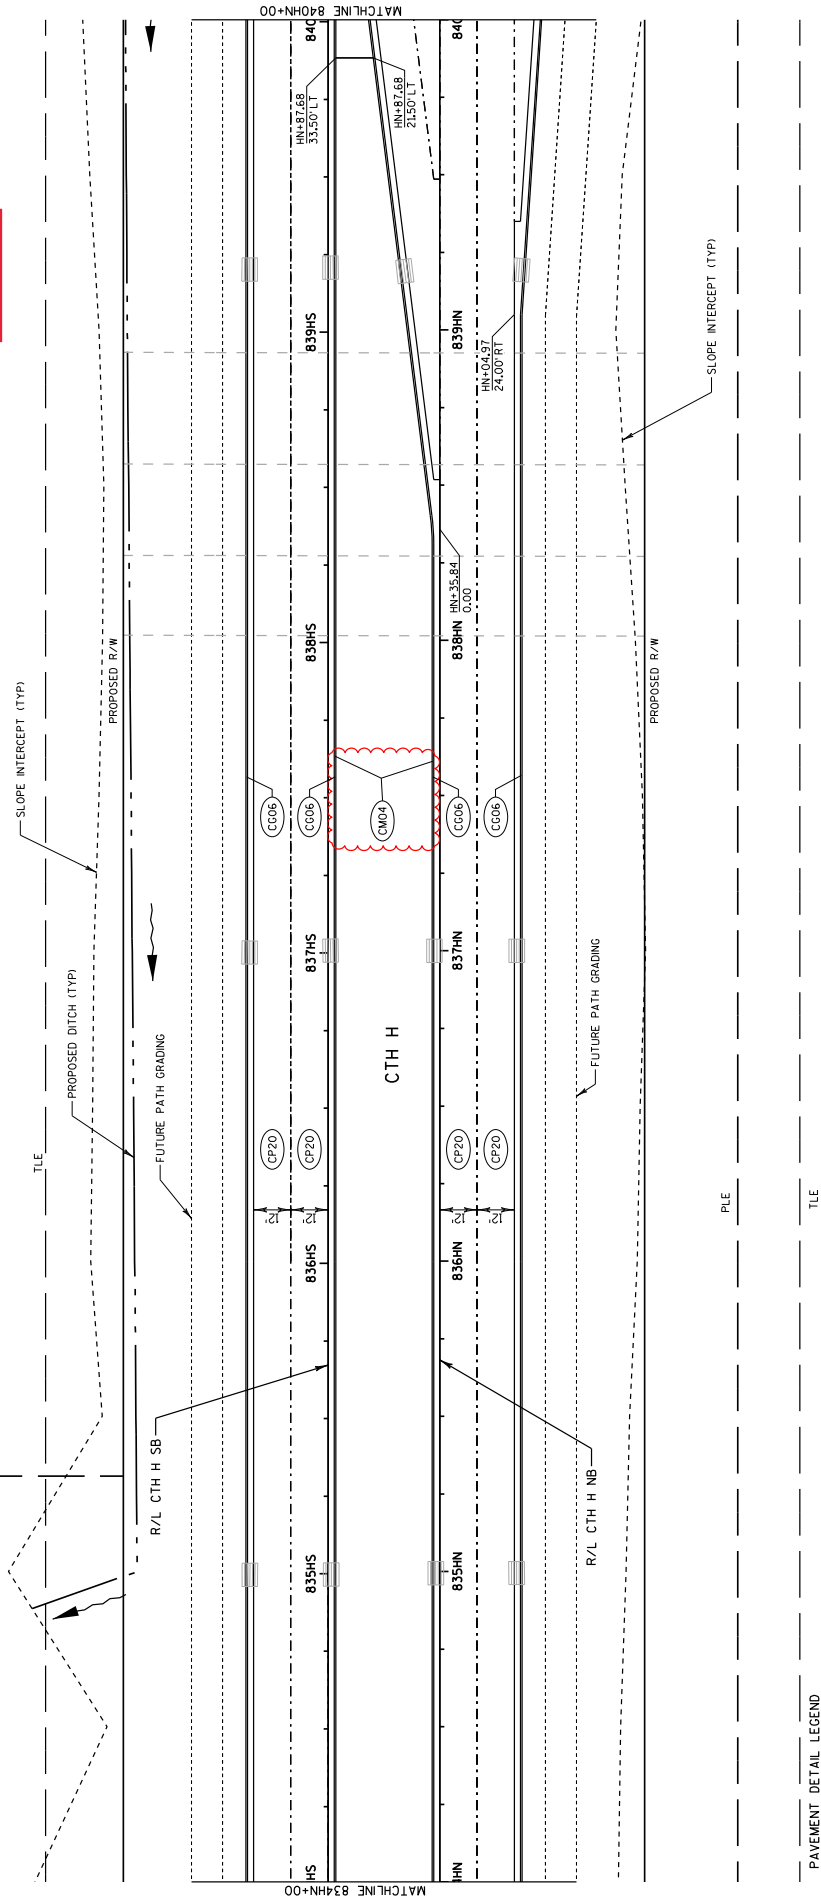 MATCHLINE 840HN+00
840
840
HN+87.68
33.50' LT
HN+87.68
21.50' LT
839HS
839HN
HN+04.97
24.00' RT
SLOPE INTERCEPT (TYP)
HN+35.84
0.00
838HS
838HN
PROPOSED R/W
PROPOSED R/W
SLOPE INTERCEPT (TYP)
CG06
CG06
CM04
CG06
CG06
837HS
837HN
PROPOSED DITCH (TYP)
FUTURE PATH GRADING
FUTURE PATH GRADING
CTH H
TLE
CP20
CP20
CP20
CP20
12'
12'
12'
12'
PLE
TLE
836HS
836HN
R/L CTH H SB
R/L CTH H NB
835HS
835HN
HS
HN
MATCHLINE 834HN+00
PAVEMENT DETAIL LEGEND